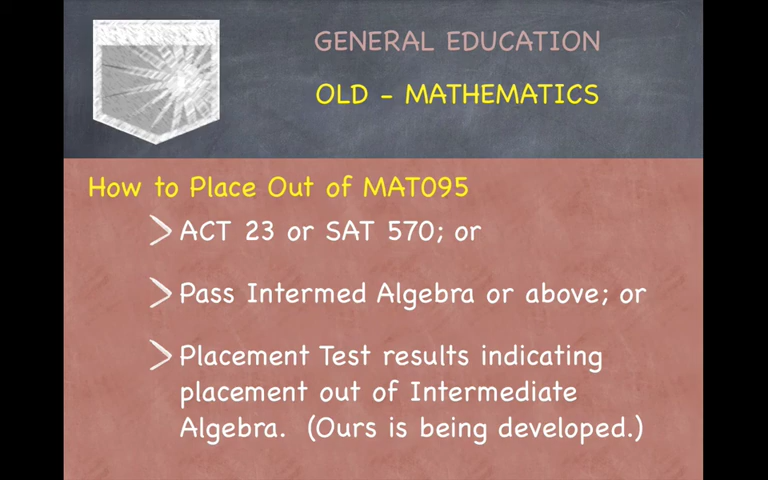 GENERAL EDUCATION
OLD - MATHEMATICS
How to Place Out of MAT095
ACT 23 or SAT 570; or
Pass Intermed Algebra or above; or
Placement Test results indicating
placement out of Intermediate
Algebra. (Ours is being developed.)